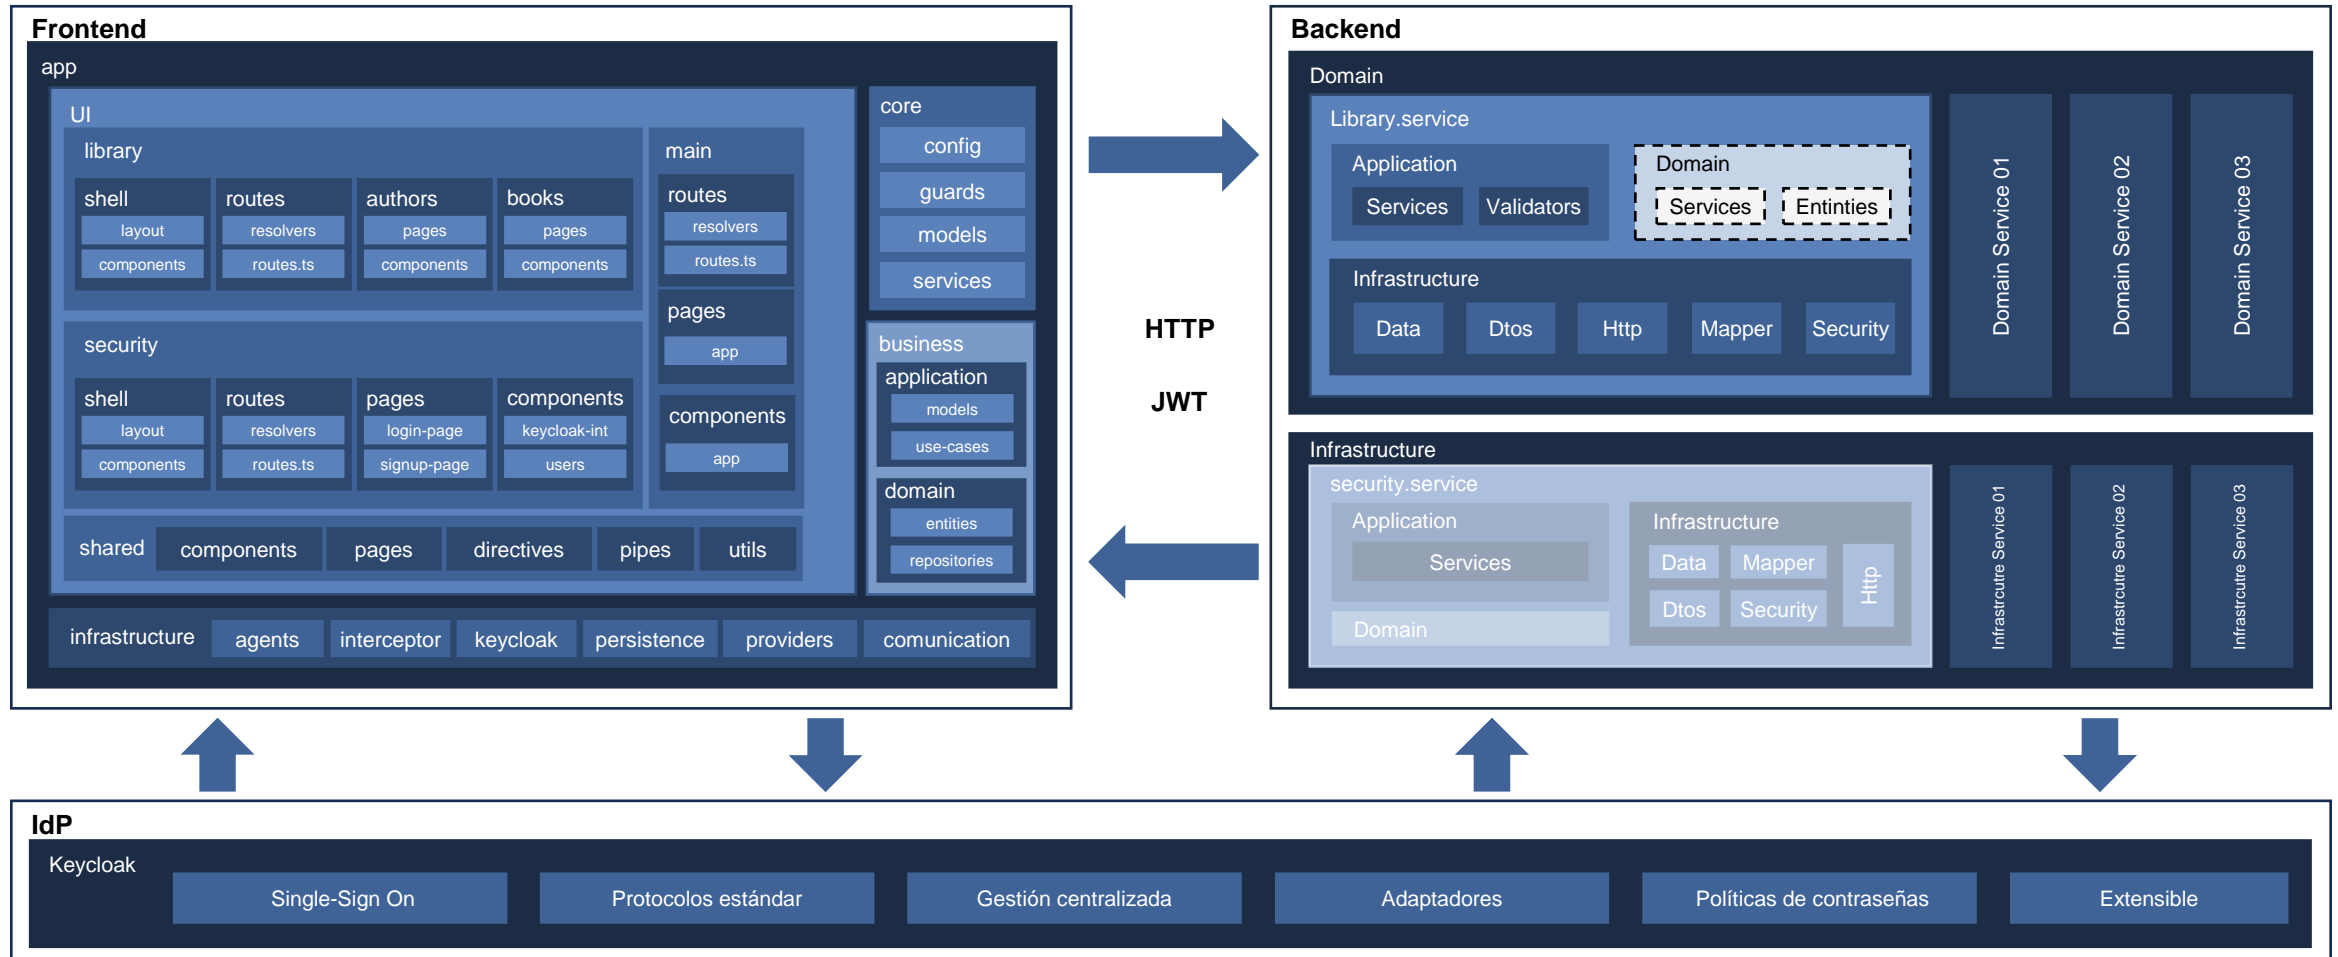 Frontend
app
UI
library
shell
layout
components
routes
resolvers
routes.ts
authors
pages
components
books
pages
components
security
shell
layout
components
routes
resolvers
routes.ts
pages
login-page
signup-page
components
keycloak-int
users
main
routes
resolvers
routes.ts
pages
app
components
app
shared
components
pages
directives
pipes
utils
core
config
guards
models
services
business
application
models
use-cases
domain
entities
repositories
infrastructure
agents
interceptor
keycloak
persistence
providers
comunication
HTTP
JWT
Backend
Domain
Library.service
Application
Services
Validators
Domain
Services
Entinties
Infrastructure
Data
Dtos
Http
Mapper
Security
Domain Service 01
Domain Service 02
Domain Service 03
Infrastructure
security.service
Application
Services
Domain
Infrastructure
Data
Mapper
Dtos
Security
Http
Infrastrcutre Service 01
Infrastrcutre Service 02
Infrastrcutre Service 03
IdP
Keycloak
Single-Sign On
Protocolos estándar
Gestión centralizada
Adaptadores
Políticas de contraseñas
Extensible